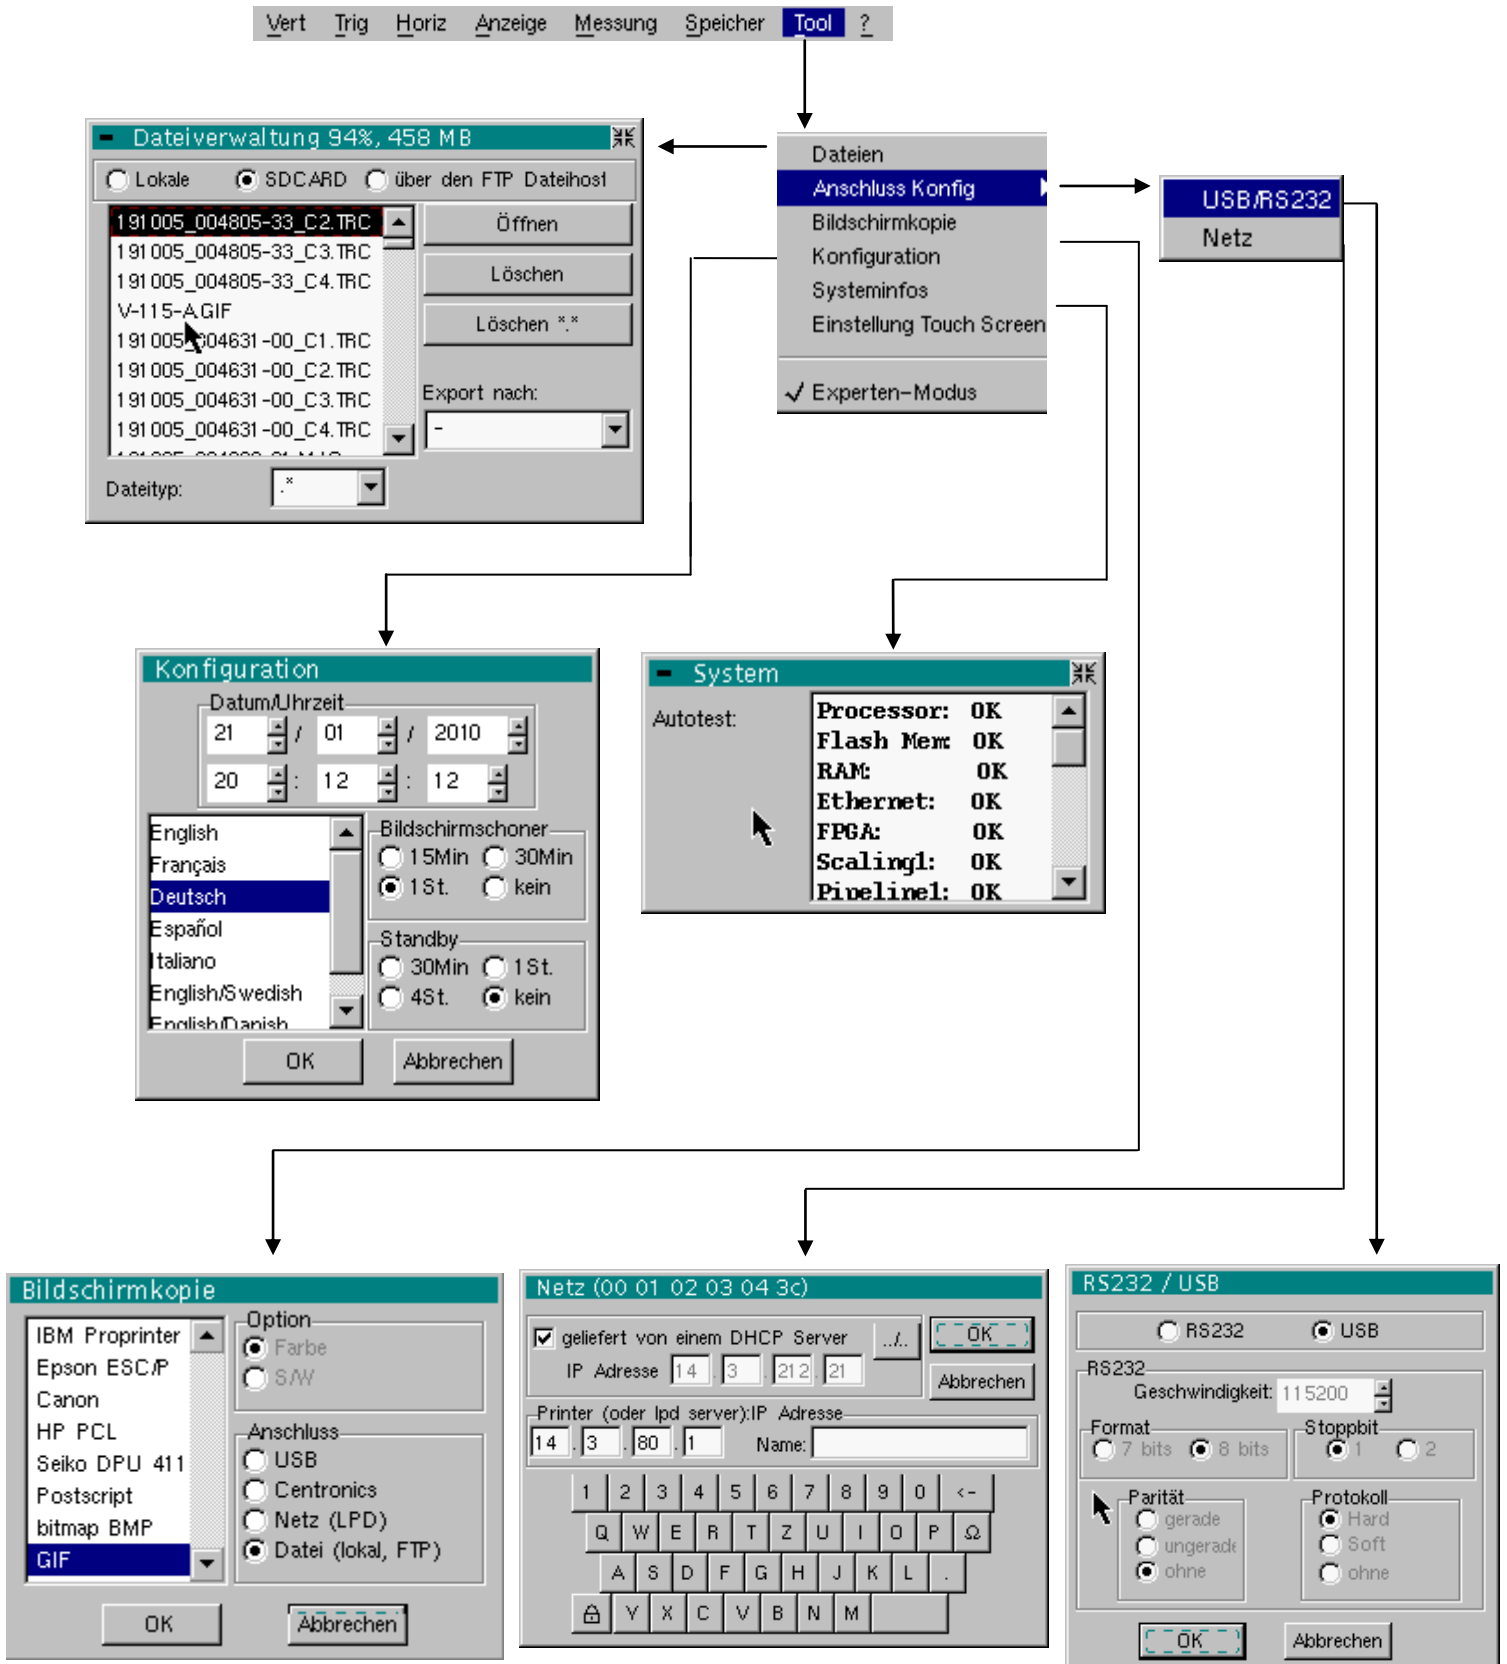 Vert Trig Horiz Anzeige Messung Speicher Tool ?
Dateiverwaltung 94%, 458 MB
Lokale SDCARD über den FTP Dateihost
191005_004805-33_C2.TRC
191005_004805-33_C3.TRC
191005_004805-33_C4.TRC
V-115-A.GIF
191005_004631-00_C1.TRC
191005_004631-00_C2.TRC
191005_004631-00_C3.TRC
191005_004631-00_C4.TRC
Öffnen
Löschen
Löschen *.*
Export nach:
-
Dateityp: .*
Dateien
Anschluss Konfig
Bildschirmkopie
Konfiguration
Systeminfos
Einstellung Touch Screen
✓ Experten-Modus
USB/RS232
Netz
Konfiguration
Datum/Uhrzeit
21 / 01 / 2010
20 : 12 : 12
English
Français
Deutsch
Español
Italiano
English/Swedish
English/Danish
Bildschirmschoner
15Min 30Min
1St. kein
Standby
30Min 1St.
4St. kein
OK Abbrechen
System
Autotest:
Processor: OK
Flash Mem: OK
RAM: OK
Ethernet: OK
FPGA: OK
Scaling1: OK
Pipeline1: OK
Bildschirmkopie
IBM Proprinter
Epson ESC/P
Canon
HP PCL
Seiko DPU 411
Postscript
bitmap BMP
GIF
Option
Farbe
S/W
Anschluss
USB
Centronics
Netz (LPD)
Datei (lokal, FTP)
OK Abbrechen
Netz (00 01 02 03 04 3c)
geliefert von einem DHCP Server ../..
IP Adresse 14 . 3 . 212 . 21
OK
Abbrechen
Printer (oder lpd server):IP Adresse
14 . 3 . 80 . 1 Name:
1 2 3 4 5 6 7 8 9 0 <-
Q W E R T Z U I O P Ω
A S D F G H J K L .
Y X C V B N M
RS232 / USB
RS232 USB
RS232
Geschwindigkeit: 115200
Format
7 bits 8 bits
Stoppbit
1 2
Parität
gerade
ungerade
ohne
Protokoll
Hard
Soft
ohne
OK Abbrechen